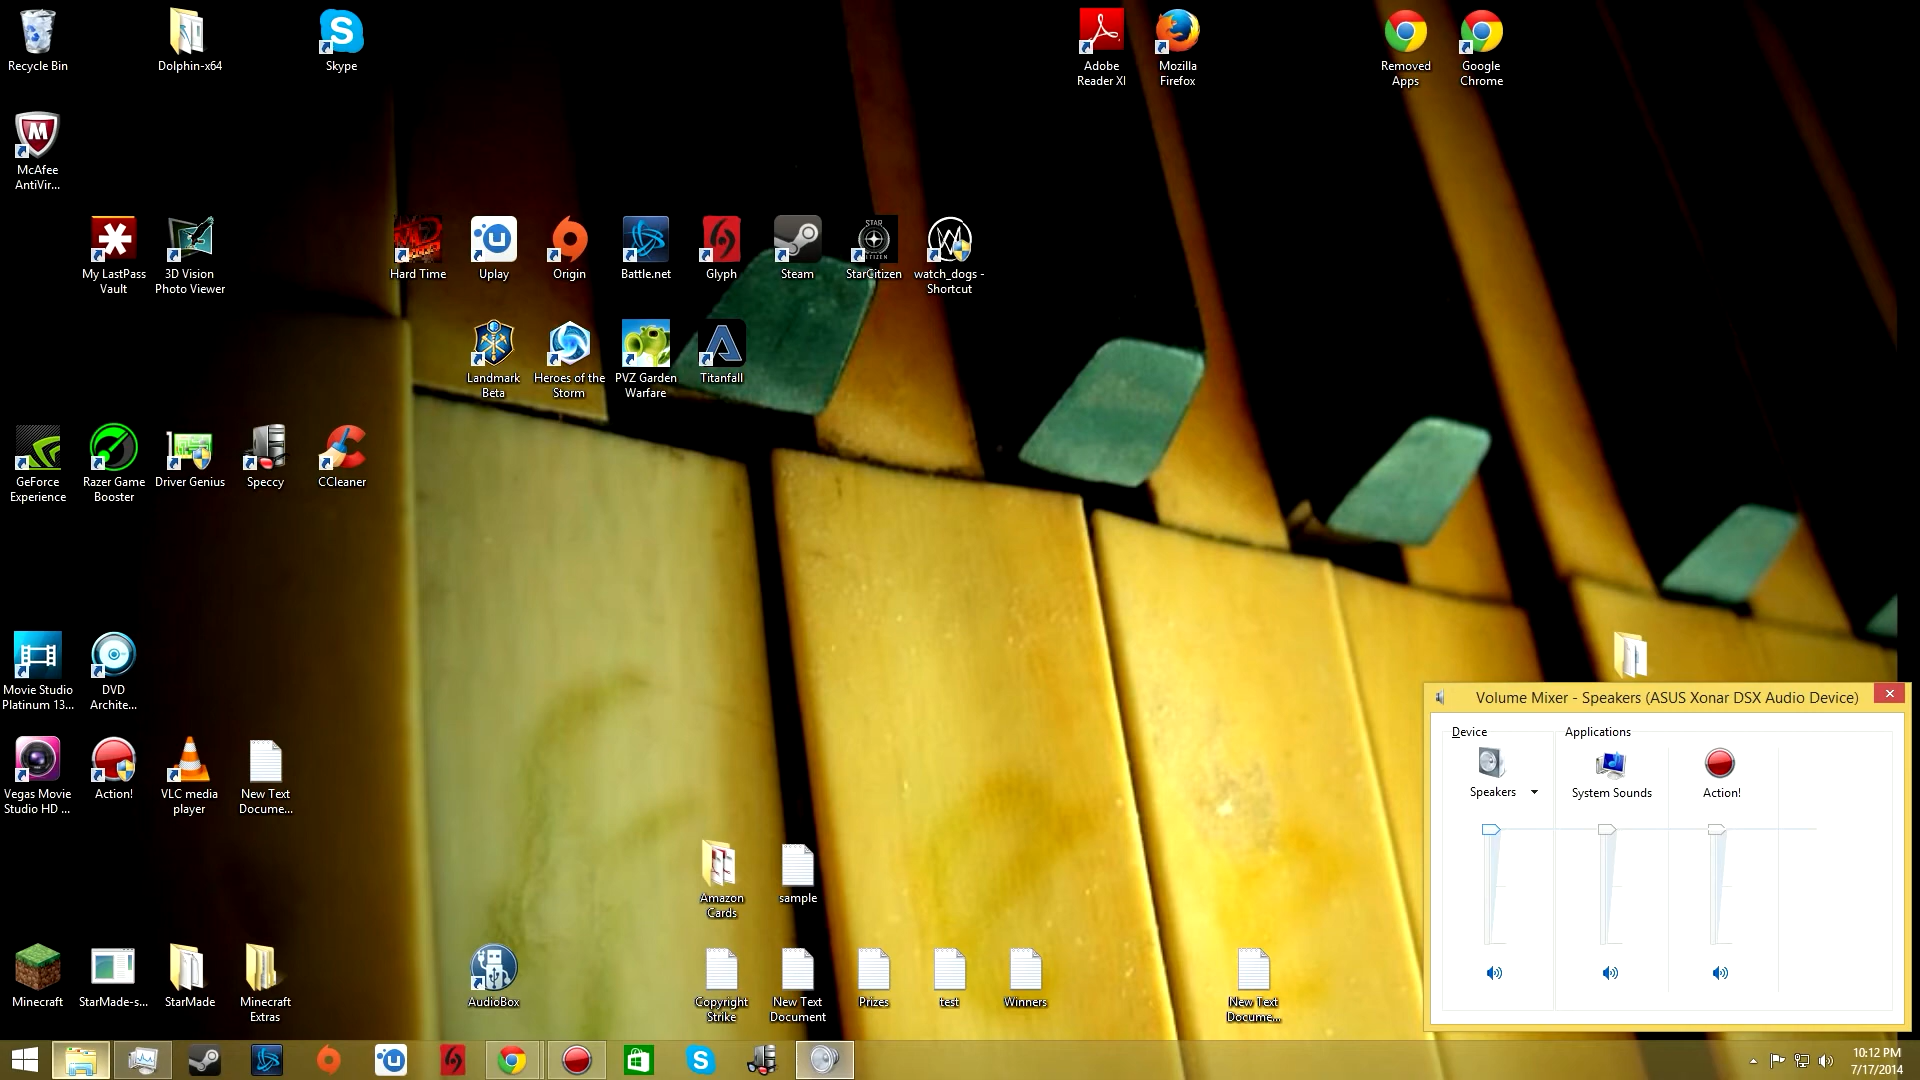 Recycle Bin
Dolphin-x64
Skype
Adobe
Reader XI
Mozilla
Firefox
Removed
Apps
Google
Chrome
McAfee
AntiVir...
My LastPass
Vault
3D Vision
Photo Viewer
Hard Time
Uplay
Origin
Battle.net
Glyph
Steam
STAR
CITIZEN
StarCitizen
watch_dogs -
Shortcut
Landmark
Beta
Heroes of the
Storm
PVZ Garden
Warfare
Titanfall
GeForce
Experience
Razer Game
Booster
Driver Genius
Speccy
CCleaner
Movie Studio
Platinum 13...
DVD
Archite...
Vegas Movie
Studio HD ...
Action!
VLC media
player
New Text
Docume...
Volume Mixer - Speakers (ASUS Xonar DSX Audio Device)
Device
Applications
Speakers
System Sounds
Action!
Amazon
Cards
sample
Minecraft
StarMade-s...
StarMade
Minecraft
Extras
AudioBox
Copyright
Strike
New Text
Document
Prizes
test
Winners
New Text
Docume...
10:12 PM
7/17/2014